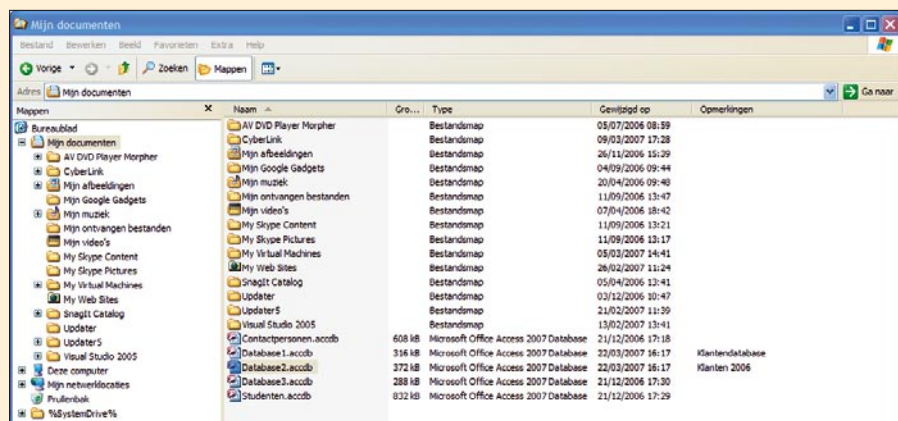 Mijn documenten
Bestand Bewerken Beeld Favorieten Extra Help
Vorige Zoeken Mappen
Adres Mijn documenten Ga naar
Mappen x Naam Gro... Type Gewijzigd op Opmerkingen
Bureaublad
Mijn documenten
AV DVD Player Morpher
CyberLink
Mijn afbeeldingen
Mijn Google Gadgets
Mijn muziek
Mijn ontvangen bestanden
Mijn video's
My Skype Content
My Skype Pictures
My Virtual Machines
My Web Sites
SnagIt Catalog
Updater
Updater5
Visual Studio 2005
Deze computer
Mijn netwerklocaties
Prullenbak
%SystemDrive%
AV DVD Player Morpher Bestandsmap 05/07/2006 08:59
CyberLink Bestandsmap 09/03/2007 17:28
Mijn afbeeldingen Bestandsmap 26/11/2006 15:29
Mijn Google Gadgets Bestandsmap 04/09/2006 09:44
Mijn muziek Bestandsmap 20/04/2006 09:48
Mijn ontvangen bestanden Bestandsmap 11/09/2006 13:47
Mijn video's Bestandsmap 07/04/2006 18:42
My Skype Content Bestandsmap 11/09/2006 13:21
My Skype Pictures Bestandsmap 11/09/2006 13:17
My Virtual Machines Bestandsmap 05/03/2007 14:41
My Web Sites Bestandsmap 26/02/2007 11:24
SnagIt Catalog Bestandsmap 05/04/2006 13:41
Updater Bestandsmap 03/12/2006 10:47
Updater5 Bestandsmap 21/02/2007 11:39
Visual Studio 2005 Bestandsmap 13/02/2007 13:41
Contactpersonen.accdb 608 kB Microsoft Office Access 2007 Database 21/12/2006 17:18
Database1.accdb 316 kB Microsoft Office Access 2007 Database 22/03/2007 16:17 Klantendatabase
Database2.accdb 372 kB Microsoft Office Access 2007 Database 22/03/2007 16:17 Klanten 2006
Database3.accdb 288 kB Microsoft Office Access 2007 Database 21/12/2006 17:30
Studenten.accdb 832 kB Microsoft Office Access 2007 Database 21/12/2006 17:29